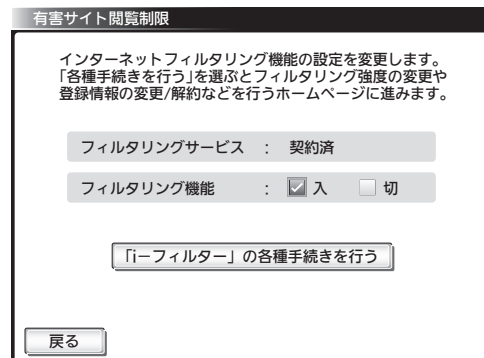 有害サイト閲覧制限
インターネットフィルタリング機能の設定を変更します。
「各種手続きを行う」を選ぶとフィルタリング強度の変更や
登録情報の変更/解約などを行うホームページに進みます。
フィルタリングサービス : 契約済
フィルタリング機能 : 入 切
「i－フィルター」の各種手続きを行う
戻る